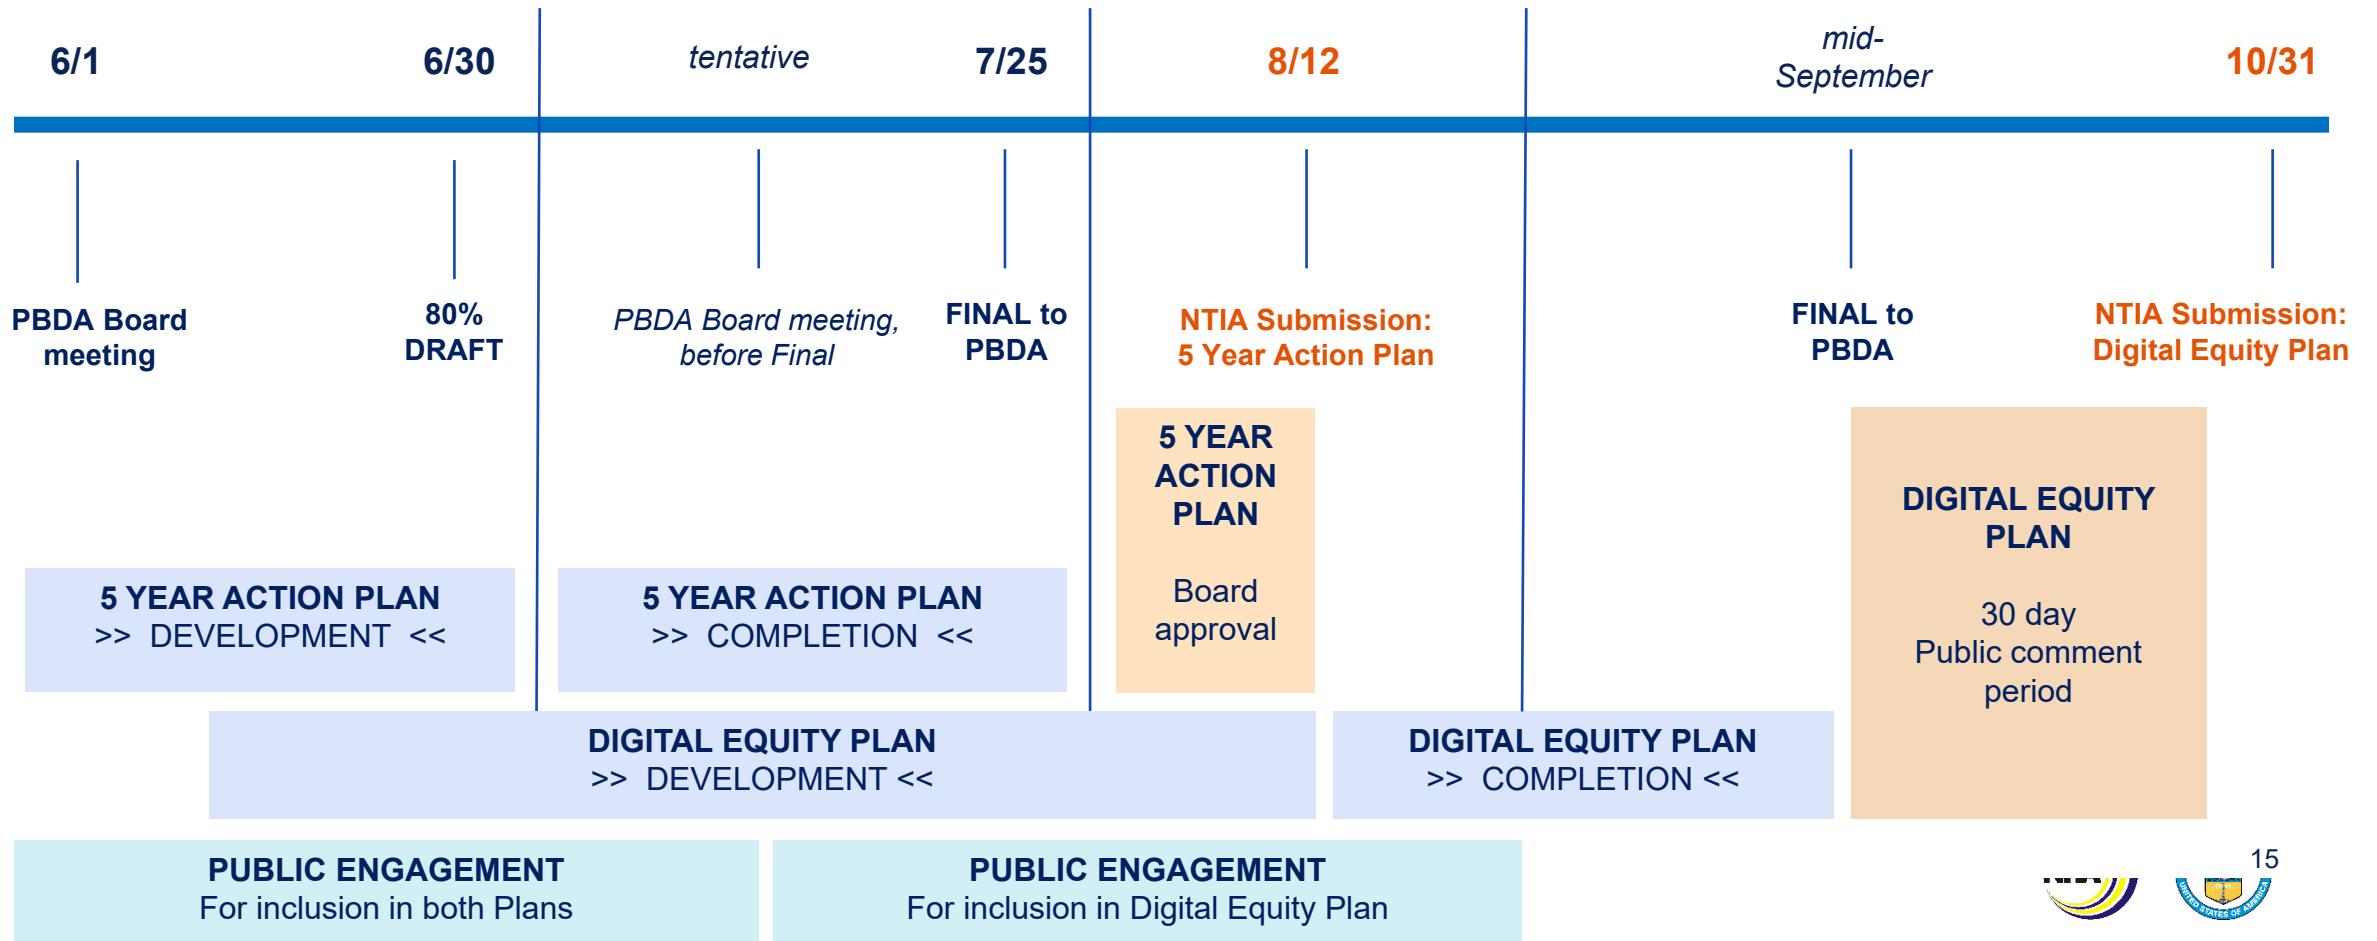 6/1
6/30
tentative
7/25
8/12
mid-
September
10/31
PBDA Board
meeting
80%
DRAFT
PBDA Board meeting,
before Final
FINAL to
PBDA
NTIA Submission:
5 Year Action Plan
FINAL to
PBDA
NTIA Submission:
Digital Equity Plan
5 YEAR ACTION PLAN
>> DEVELOPMENT <<
5 YEAR ACTION PLAN
>> COMPLETION <<
5 YEAR
ACTION
PLAN
Board
approval
DIGITAL EQUITY
PLAN
30 day
Public comment
period
DIGITAL EQUITY PLAN
>> DEVELOPMENT <<
DIGITAL EQUITY PLAN
>> COMPLETION <<
PUBLIC ENGAGEMENT
For inclusion in both Plans
PUBLIC ENGAGEMENT
For inclusion in Digital Equity Plan
15
UNITED STATES OF AMERICA